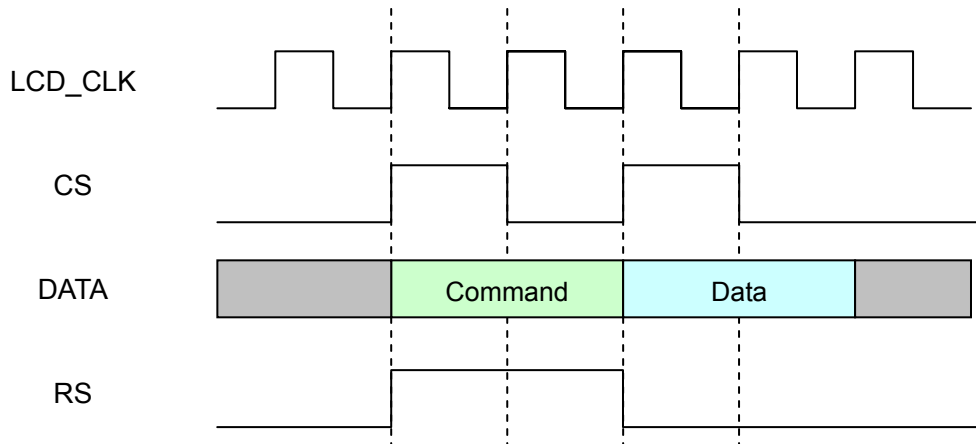 LCD_CLK
CS
DATA
Command
Data
RS